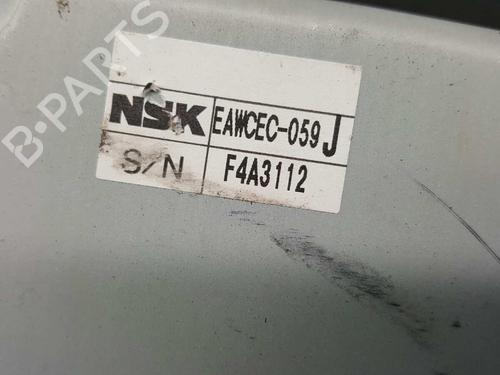 B-PARTS
NSK EAWCEC-059 J
S/N F4A3112